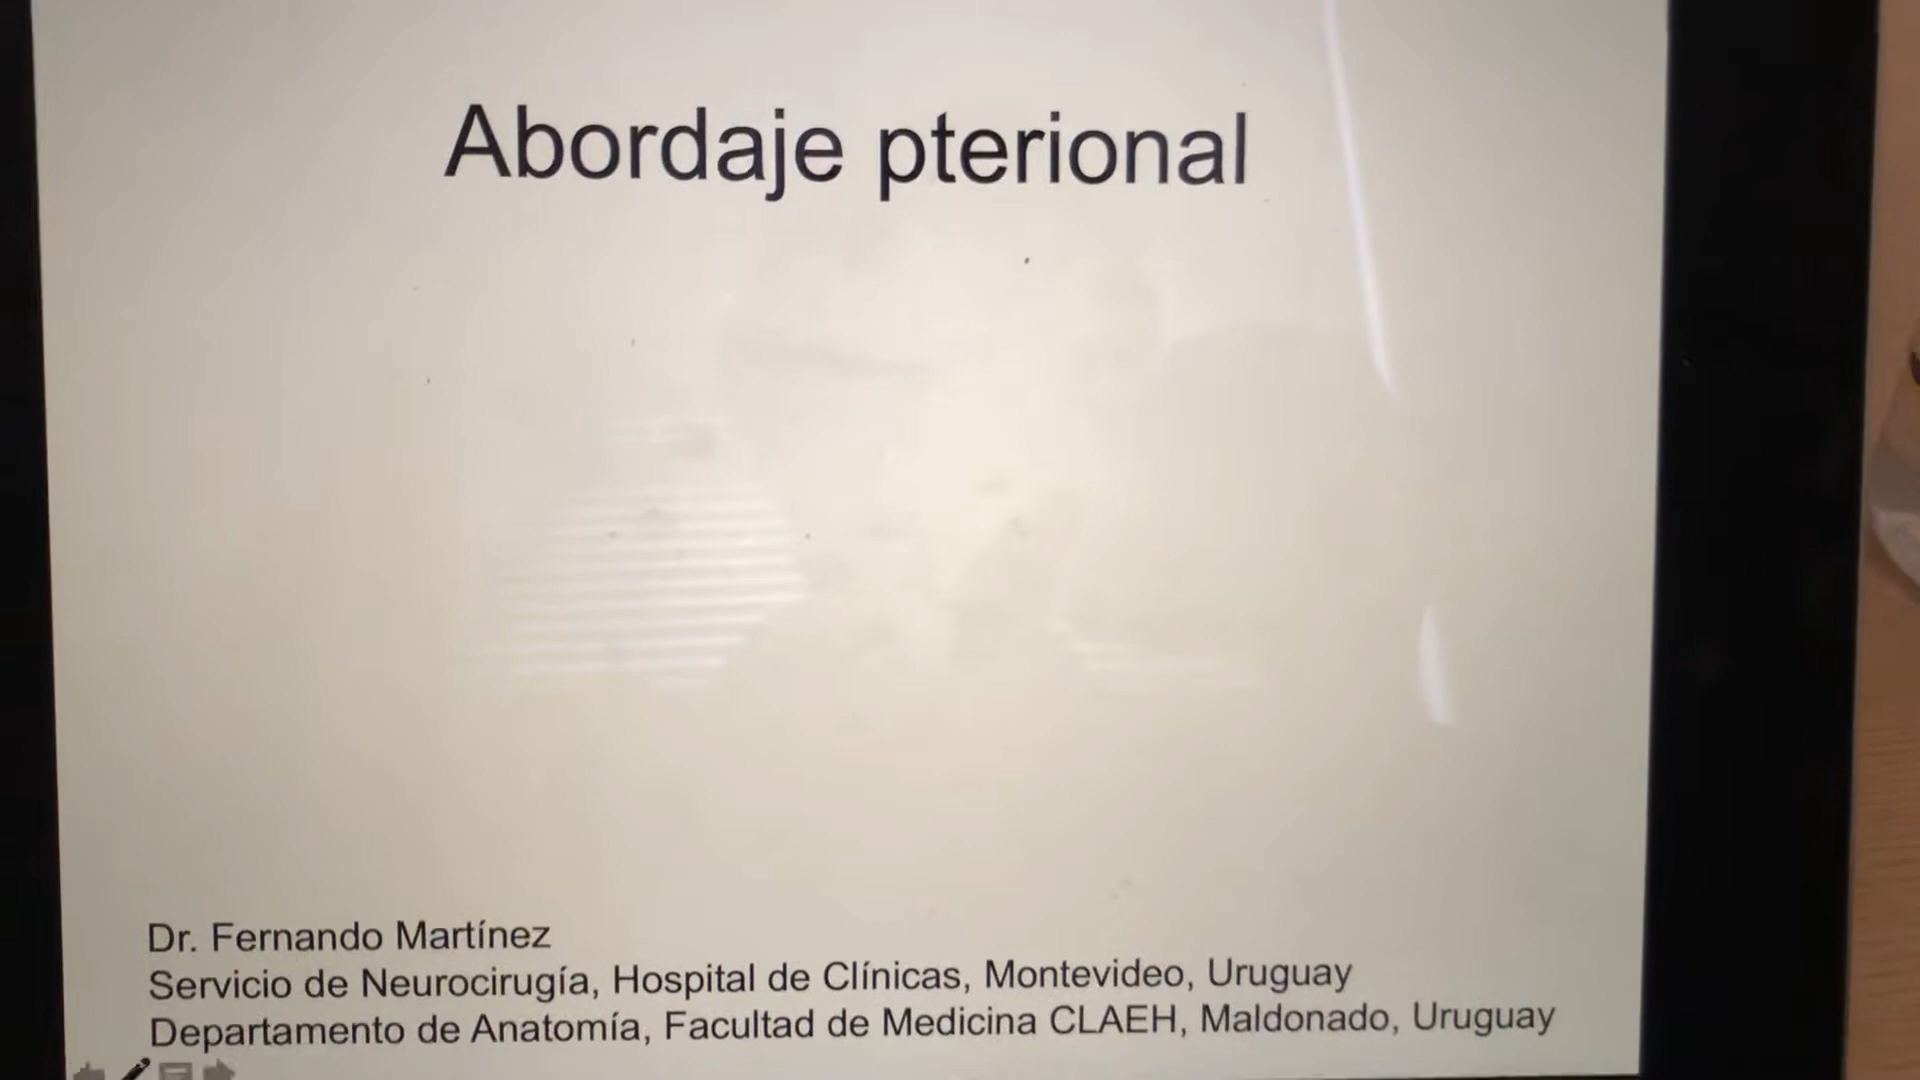 Abordaje pterional
Dr. Fernando Martínez
Servicio de Neurocirugía, Hospital de Clínicas, Montevideo, Uruguay
Departamento de Anatomía, Facultad de Medicina CLAEH, Maldonado, Uruguay